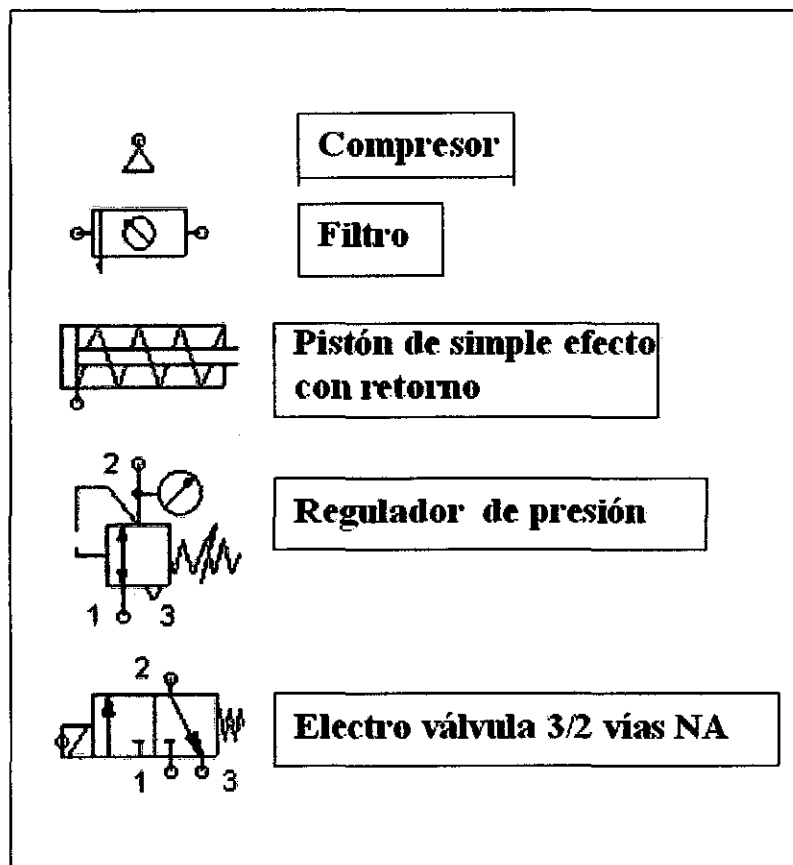 Compresor
Filtro
Pistón de simple efecto
con retorno
2
Regulador de presión
1 3
2
Electro válvula 3/2 vías NA
1 3